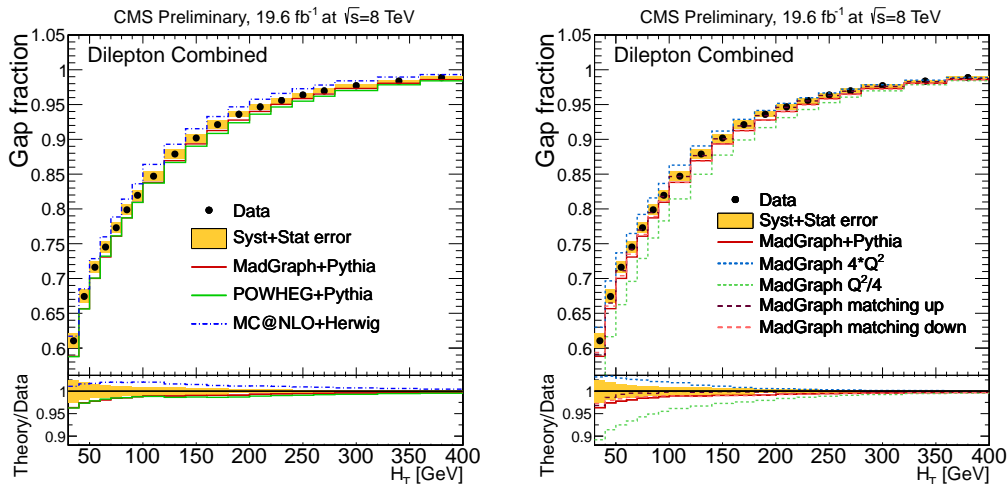 CMS Preliminary, 19.6 fb⁻¹ at √s=8 TeV
Gap fraction
1.05
1
0.95
0.9
0.85
0.8
0.75
0.7
0.65
0.6
Dilepton Combined
Data
Syst+Stat error
MadGraph+Pythia
POWHEG+Pythia
MC@NLO+Herwig
Theory/Data
1
0.95
0.9
50 100 150 200 250 300 350 400
H_T [GeV]
CMS Preliminary, 19.6 fb⁻¹ at √s=8 TeV
Gap fraction
1.05
1
0.95
0.9
0.85
0.8
0.75
0.7
0.65
0.6
Dilepton Combined
Data
Syst+Stat error
MadGraph+Pythia
MadGraph 4*Q²
MadGraph Q²/4
MadGraph matching up
MadGraph matching down
Theory/Data
1
0.95
0.9
50 100 150 200 250 300 350 400
H_T [GeV]